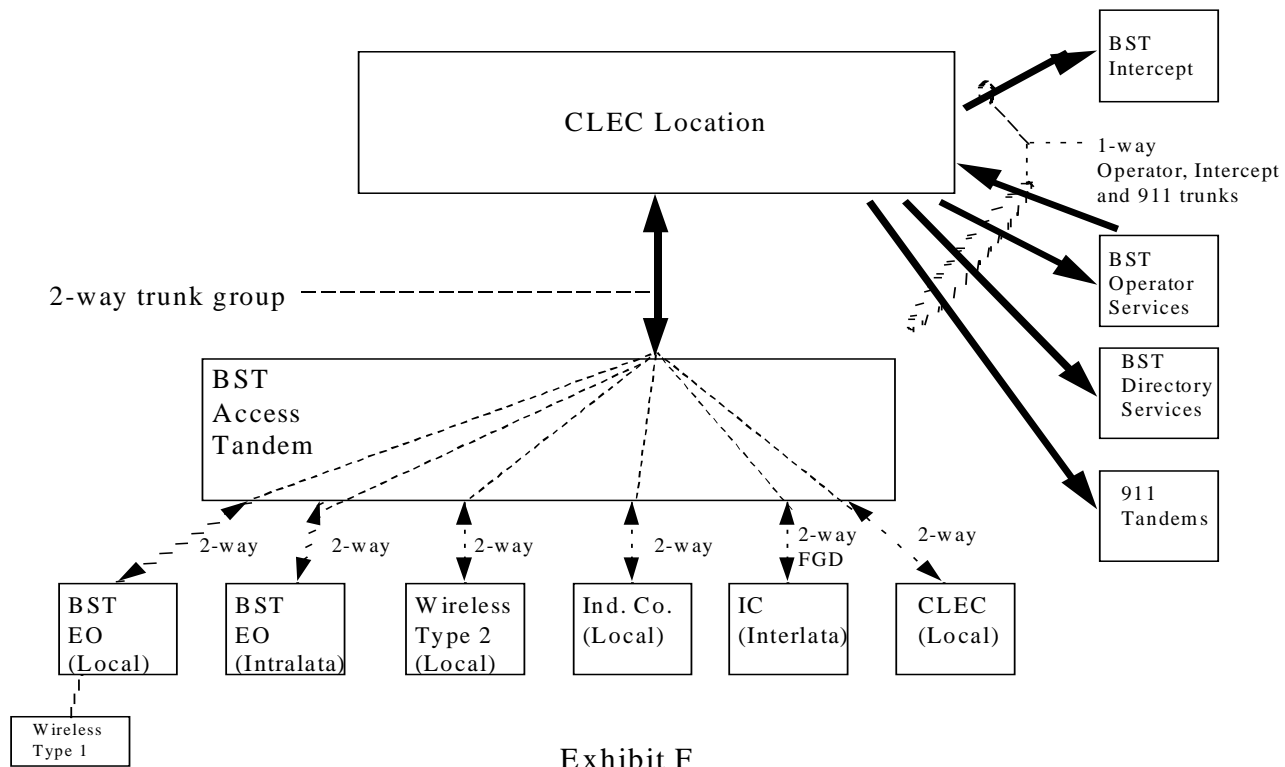 BST
Intercept
CLEC Location
1-way
Operator, Intercept
and 911 trunks
BST
Operator
Services
2-way trunk group
BST
Directory
Services
BST
Access
Tandem
911
Tandems
2-way
2-way
2-way
2-way
2-way
FGD
2-way
BST
EO
(Local)
BST
EO
(Intralata)
Wireless
Type 2
(Local)
Ind. Co.
(Local)
IC
(Interlata)
CLEC
(Local)
Wireless
Type 1
Exhibit F